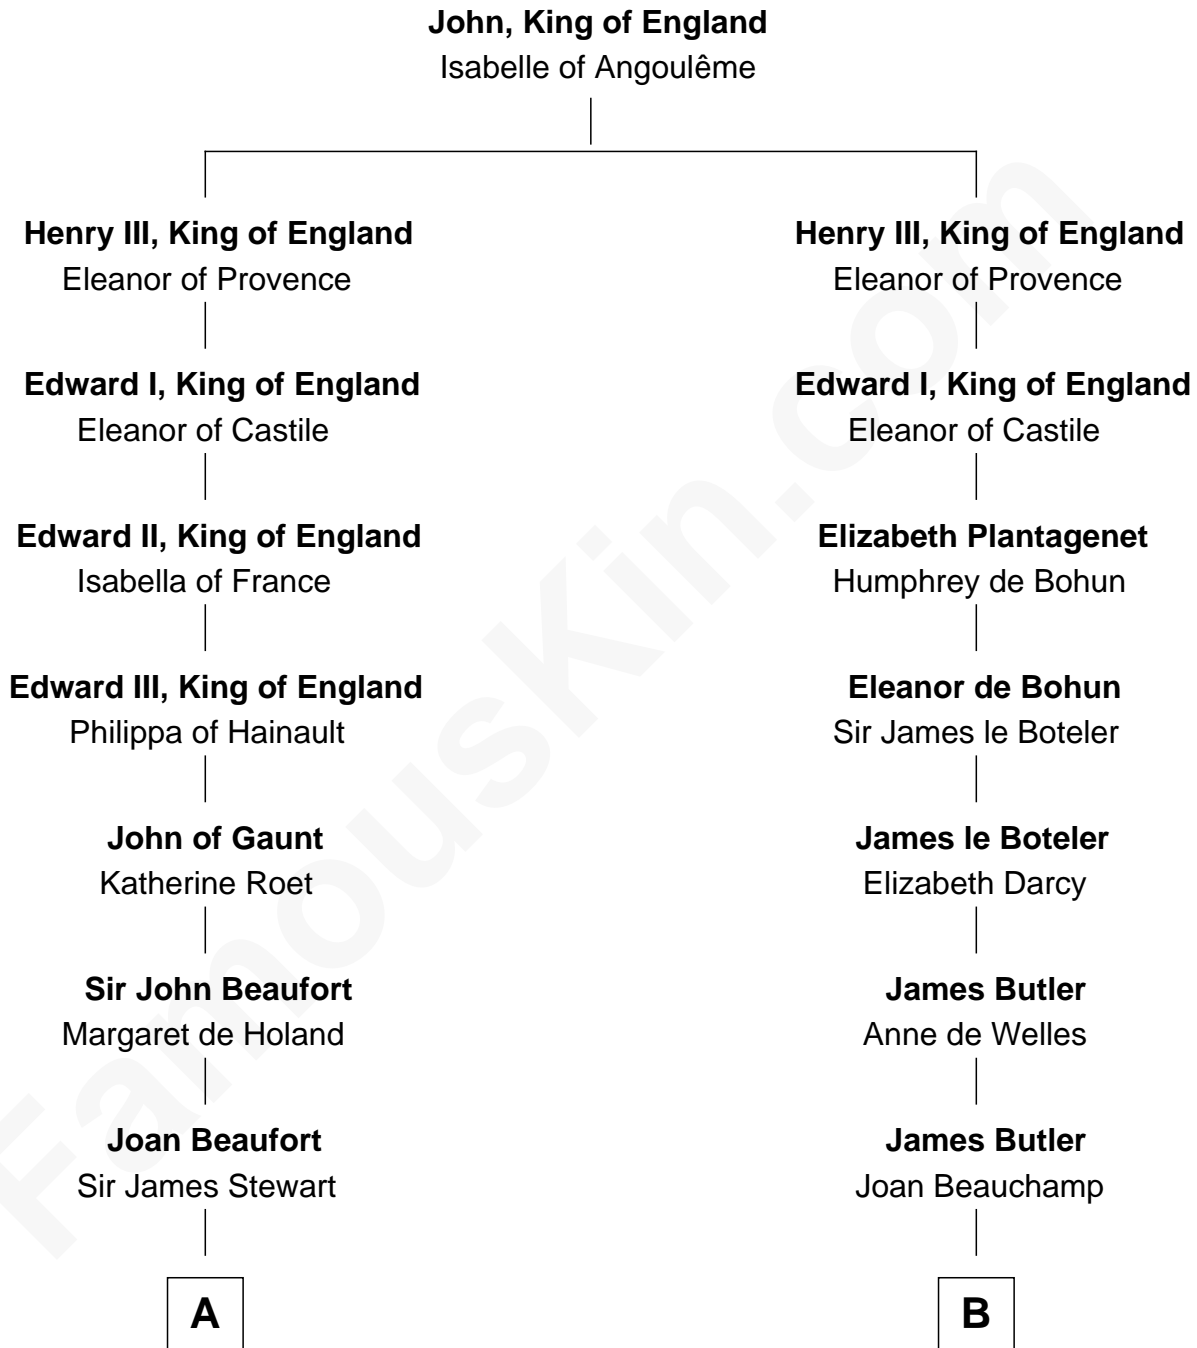 John, King of England
Isabelle of Angoulême
Henry III, King of England
Eleanor of Provence
Edward I, King of England
Eleanor of Castile
Edward II, King of England
Isabella of France
Edward III, King of England
Philippa of Hainault
John of Gaunt
Katherine Roet
Sir John Beaufort
Margaret de Holand
Joan Beaufort
Sir James Stewart
A
Henry III, King of England
Eleanor of Provence
Edward I, King of England
Eleanor of Castile
Elizabeth Plantagenet
Humphrey de Bohun
Eleanor de Bohun
Sir James le Boteler
James le Boteler
Elizabeth Darcy
James Butler
Anne de Welles
James Butler
Joan Beauchamp
B
FamousKin.com